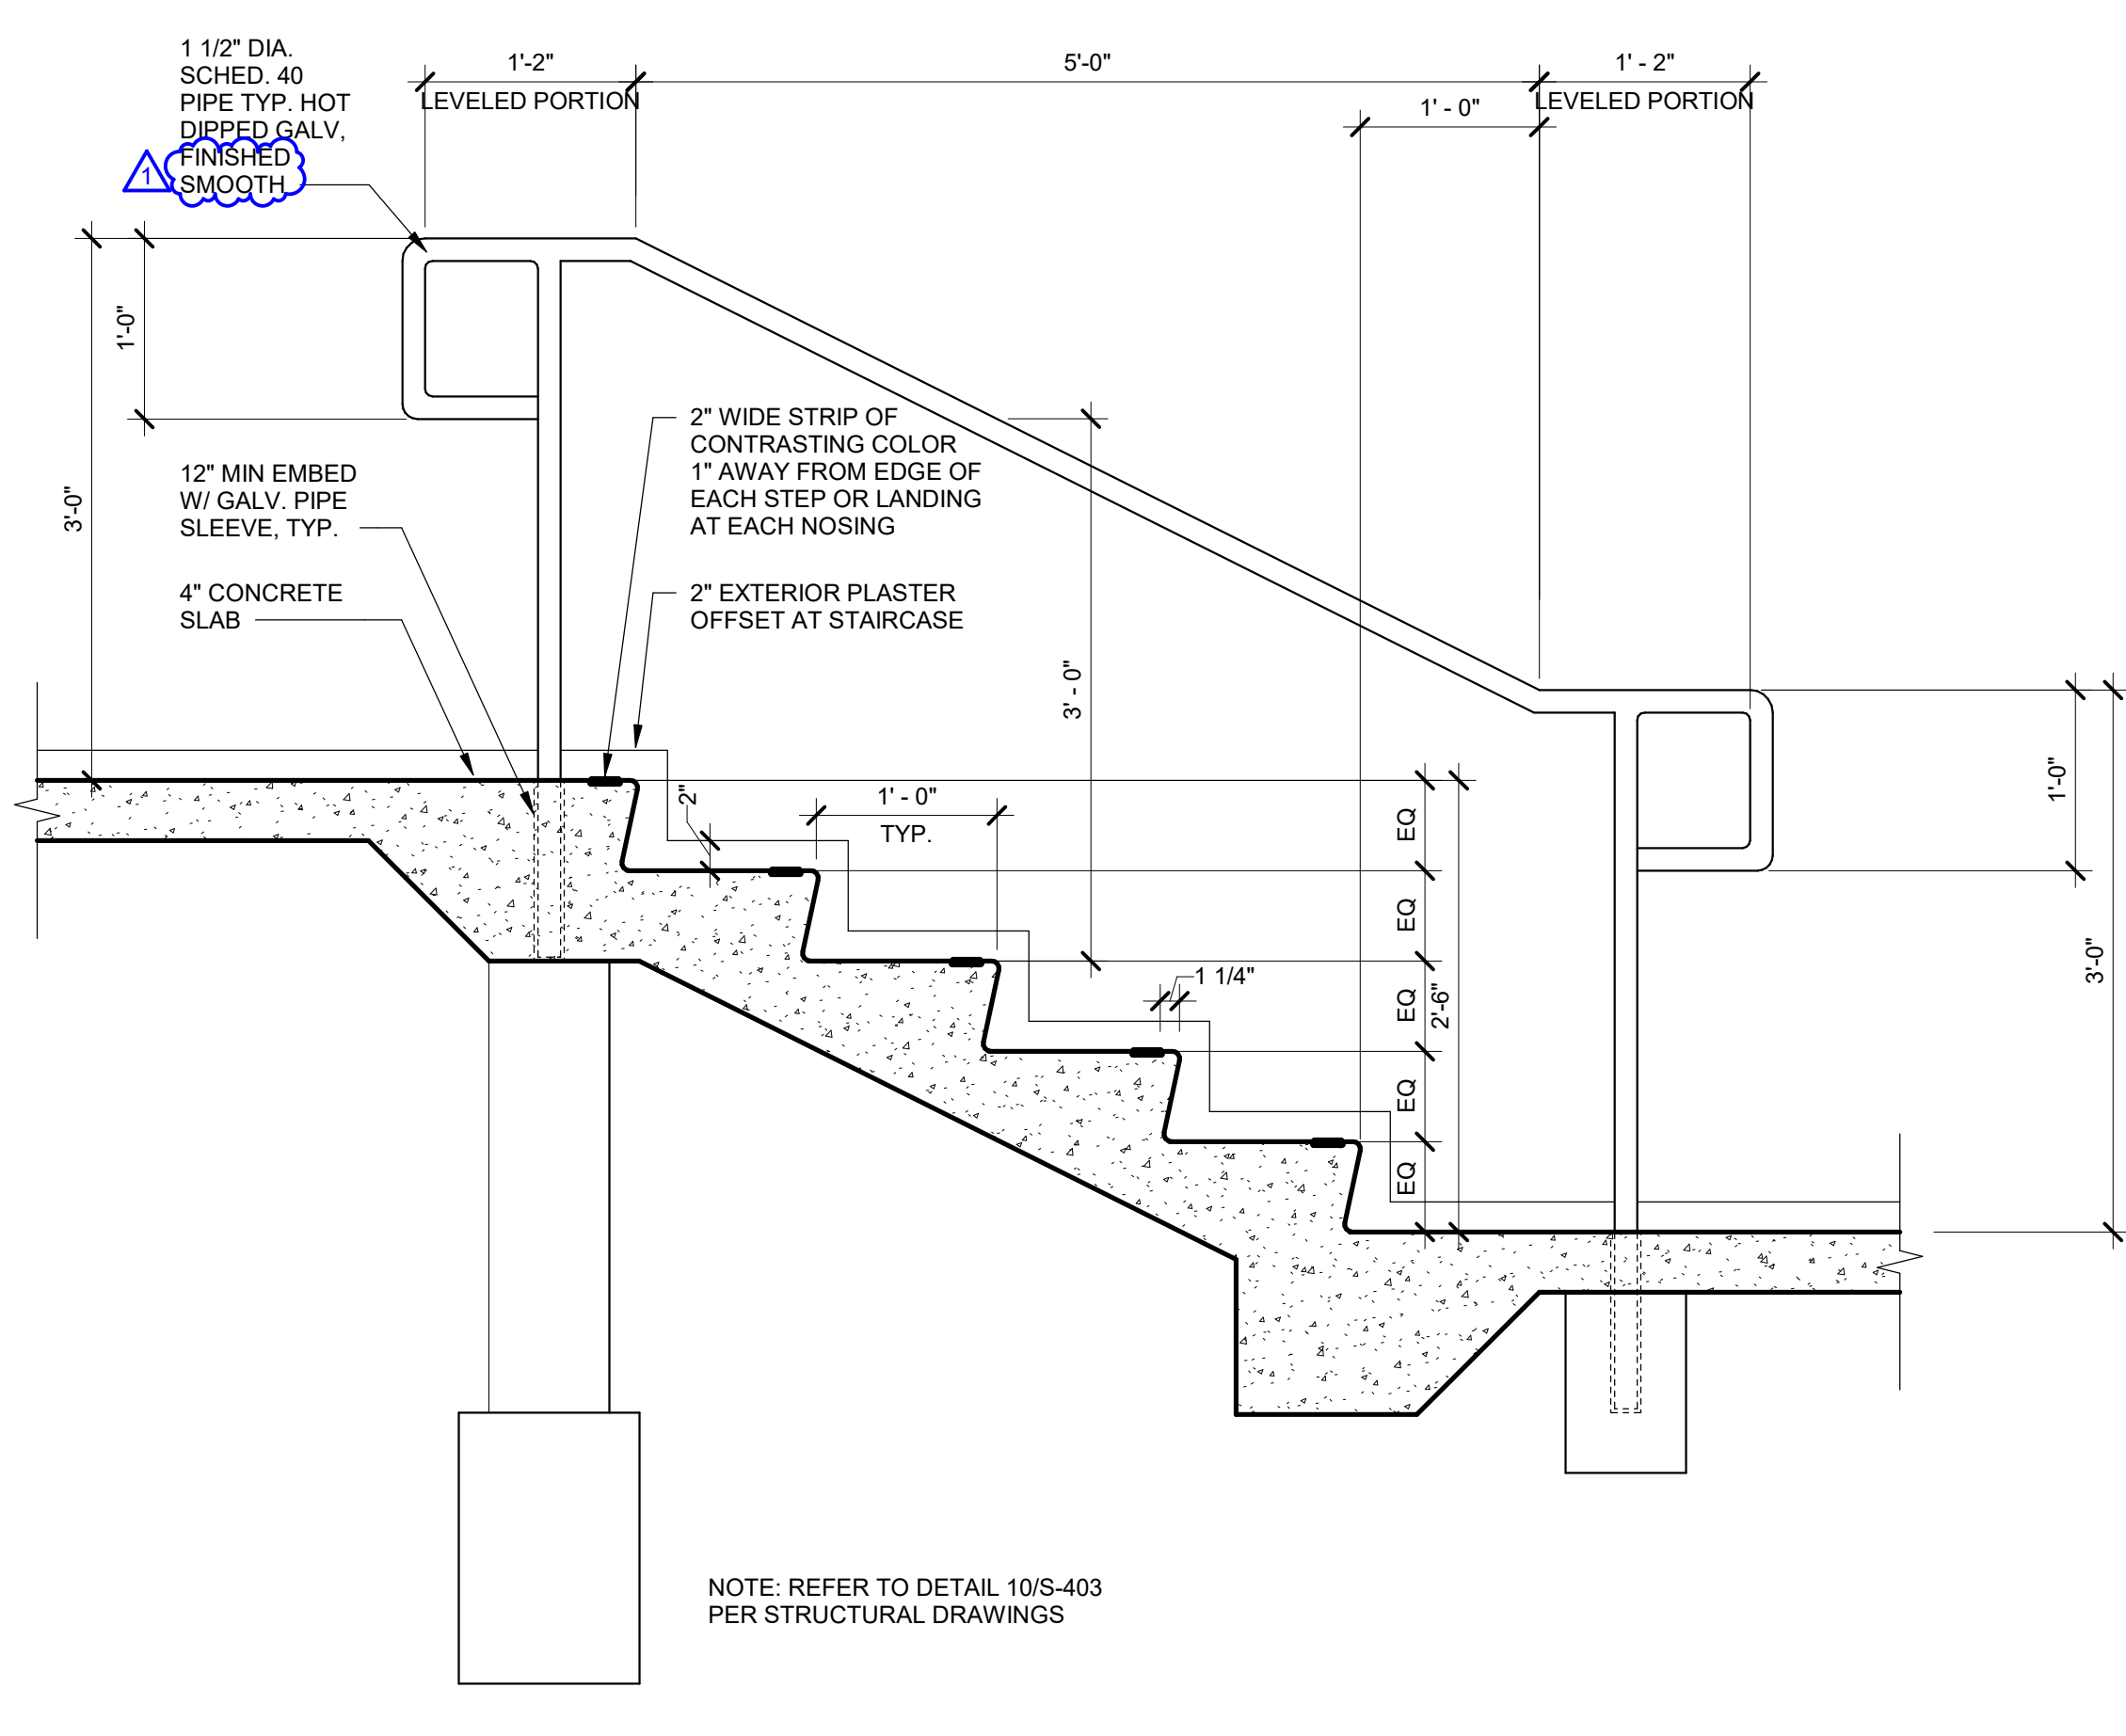 1 1/2" DIA.
SCHED. 40
PIPE TYP. HOT
DIPPED GALV,
FINISHED
SMOOTH
1
1'-2"
LEVELED PORTION
5'-0"
1' - 2"
LEVELED PORTION
1' - 0"
1'-0"
3'-0"
12" MIN EMBED
W/ GALV. PIPE
SLEEVE, TYP.
4" CONCRETE
SLAB
2" WIDE STRIP OF
CONTRASTING COLOR
1" AWAY FROM EDGE OF
EACH STEP OR LANDING
AT EACH NOSING
2" EXTERIOR PLASTER
OFFSET AT STAIRCASE
3' - 0"
2"
1' - 0"
TYP.
1 1/4"
EQ
EQ
EQ
EQ
EQ
2'-6"
1'-0"
3'-0"
NOTE: REFER TO DETAIL 10/S-403
PER STRUCTURAL DRAWINGS